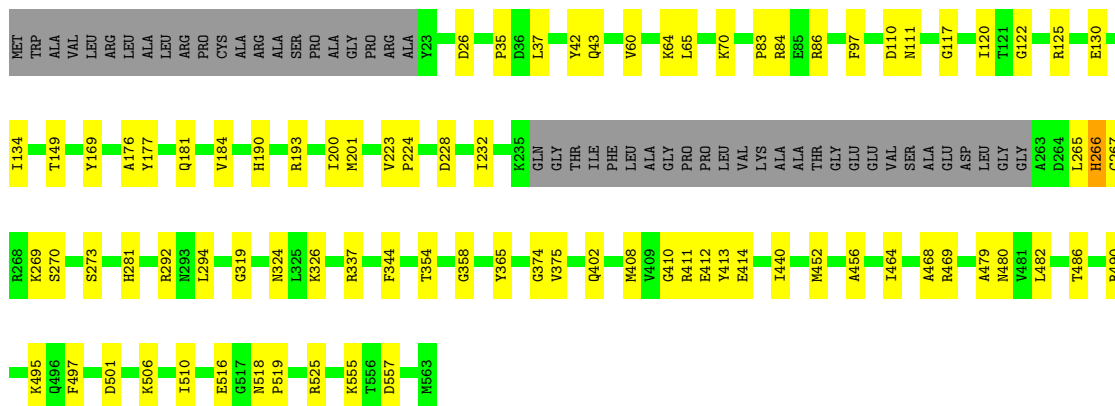 MET TRP ALA VAL LEU ARG LEU ALA LEU ARG PRO CYS ALA ARG ALA SER PRO ALA GLY PRO ARG ALA Y23 D26 P35 D36 L37 Y42 Q43 V60 K64 L65 K70 P83 R84 E85 R86 F97 D110 N111 G117 I120 T121 G122 R125 E130
I134 T149 Y169 A176 Y177 Q181 V184 H190 R193 I200 M201 V223 P224 D228 I232 K235 GLN GLY THR ILE PHE LEU ALA GLY PRO PRO LEU VAL LYS ALA ALA THR GLY GLU GLU VAL SER ALA GLU ASP LEU GLY GLY A263 D264 L265 H266 C267
R268 K269 S270 S273 H281 R292 N293 L294 G319 N324 L325 K326 R337 F344 T354 G358 Y365 G374 V375 Q402 M408 V409 G410 R411 E412 Y413 E414 I440 M452 A456 I464 A468 R469 A479 N480 V481 L482 T486 R490
K495 Q496 F497 D501 K506 I510 E516 G517 N518 P519 R525 K555 T556 D557 M563